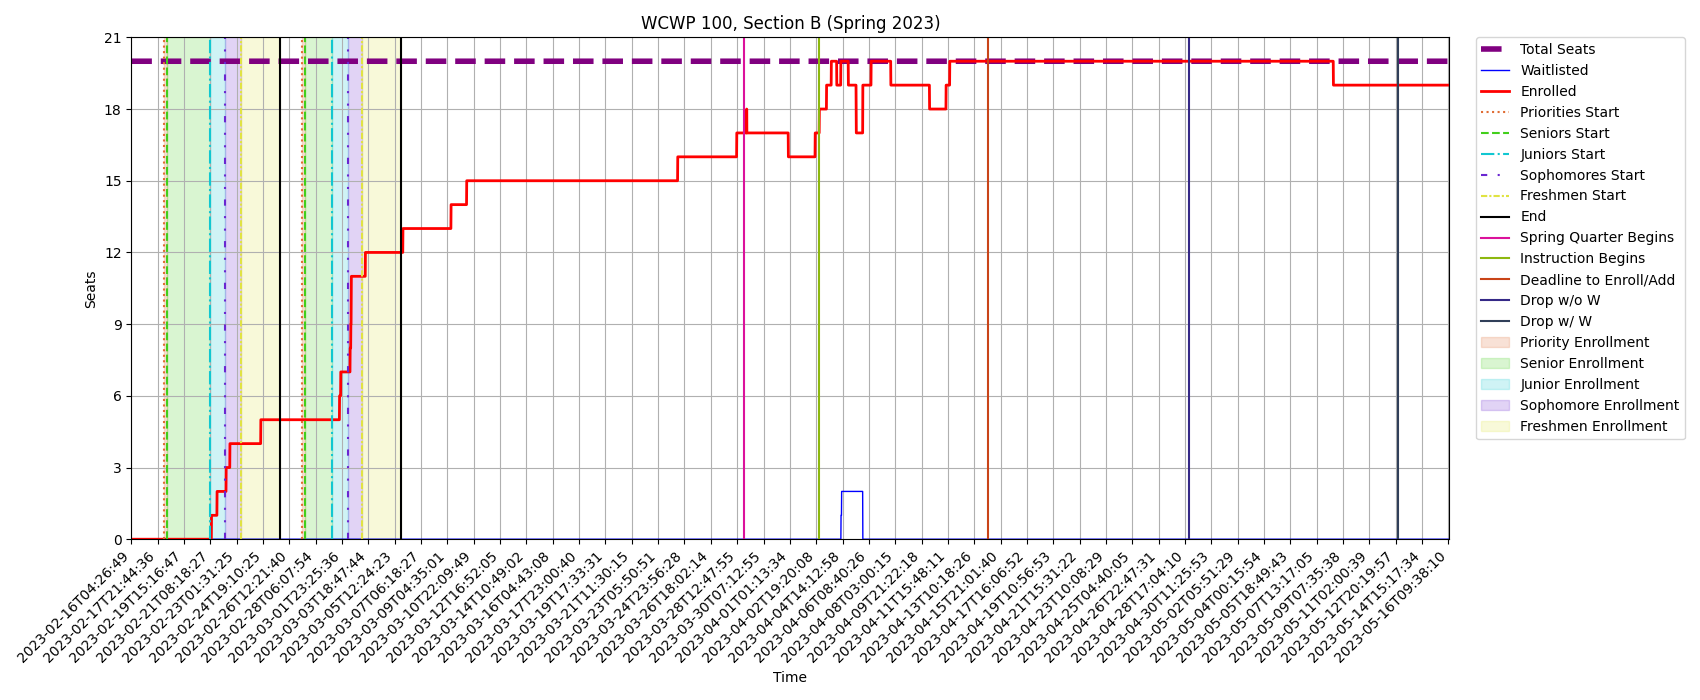 WCWP 100, Section B (Spring 2023)
21
18
15
12
9
6
3
0
Seats
2023-02-16T04:26:49
2023-02-17T21:44:36
2023-02-19T15:16:47
2023-02-21T08:18:27
2023-02-23T01:31:25
2023-02-24T19:10:25
2023-02-26T12:21:40
2023-02-28T06:07:54
2023-03-01T23:25:36
2023-03-03T18:47:44
2023-03-05T12:24:23
2023-03-07T06:18:27
2023-03-09T04:35:01
2023-03-10T22:09:49
2023-03-12T16:52:05
2023-03-14T10:49:02
2023-03-16T04:43:08
2023-03-17T23:00:40
2023-03-19T17:33:31
2023-03-21T11:30:15
2023-03-23T05:50:51
2023-03-24T23:56:28
2023-03-26T18:02:14
2023-03-28T12:47:55
2023-03-30T07:12:55
2023-04-01T01:13:34
2023-04-02T19:20:08
2023-04-04T14:12:58
2023-04-06T08:40:26
2023-04-08T03:00:15
2023-04-09T21:22:18
2023-04-11T15:48:11
2023-04-13T10:18:26
2023-04-15T21:01:40
2023-04-17T16:06:52
2023-04-19T10:56:53
2023-04-21T15:31:22
2023-04-23T10:08:29
2023-04-25T04:40:05
2023-04-26T22:47:31
2023-04-28T17:04:10
2023-04-30T11:25:53
2023-05-02T05:51:29
2023-05-04T00:15:54
2023-05-05T18:49:43
2023-05-07T13:17:05
2023-05-09T07:35:38
2023-05-11T02:00:39
2023-05-12T20:19:57
2023-05-14T15:17:34
2023-05-16T09:38:10
Time
Total Seats
Waitlisted
Enrolled
Priorities Start
Seniors Start
Juniors Start
Sophomores Start
Freshmen Start
End
Spring Quarter Begins
Instruction Begins
Deadline to Enroll/Add
Drop w/o W
Drop w/ W
Priority Enrollment
Senior Enrollment
Junior Enrollment
Sophomore Enrollment
Freshmen Enrollment